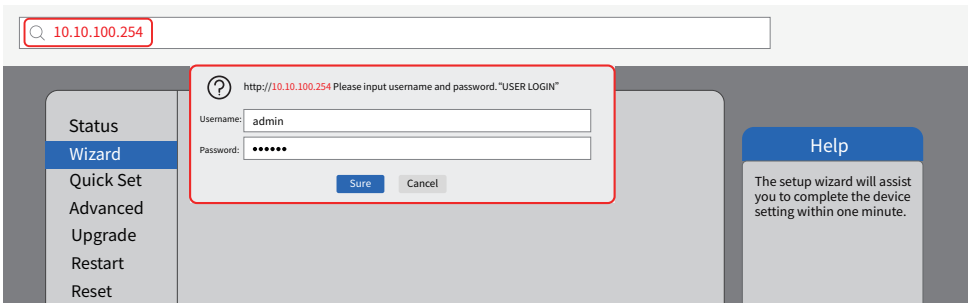 10.10.100.254
http://10.10.100.254 Please input username and password. “USER LOGIN”
Username: admin
Password: ••••••
Sure Cancel
Status
Wizard
Quick Set
Advanced
Upgrade
Restart
Reset
Help
The setup wizard will assist
you to complete the device
setting within one minute.